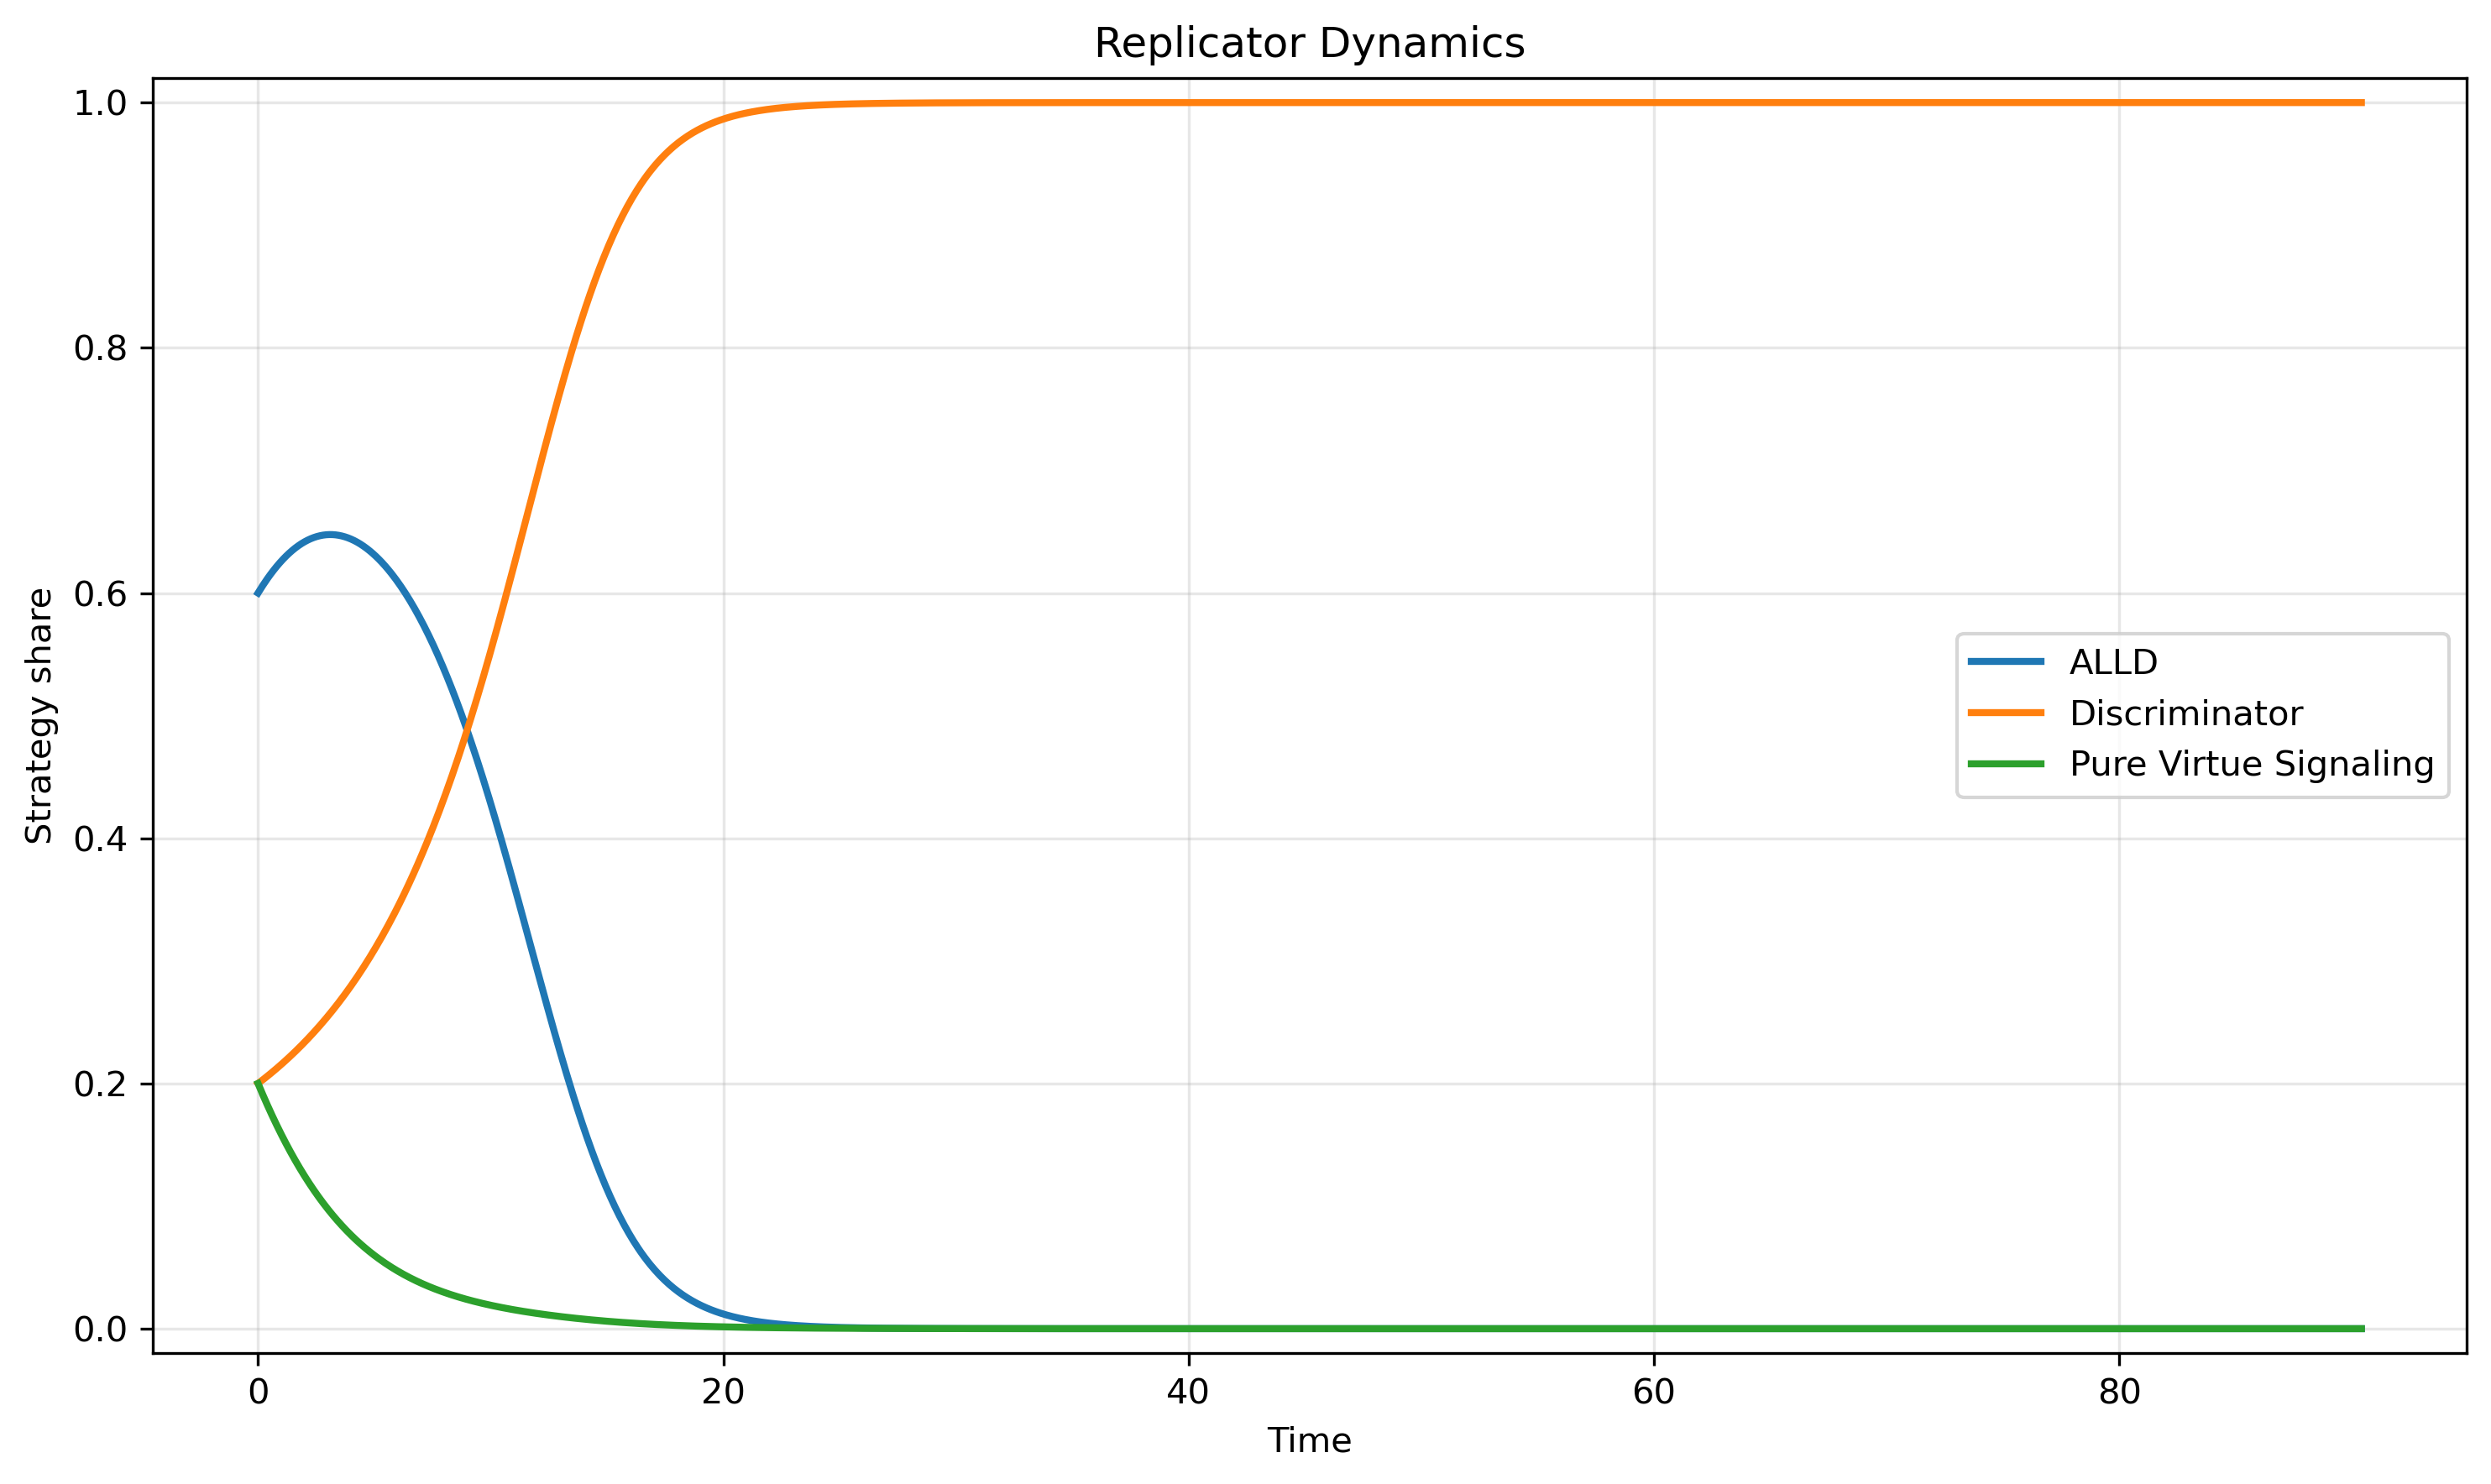 Replicator Dynamics
1.0
0.8
0.6
0.4
0.2
0.0
Strategy share
ALLD
Discriminator
Pure Virtue Signaling
0 20 40 60 80
Time